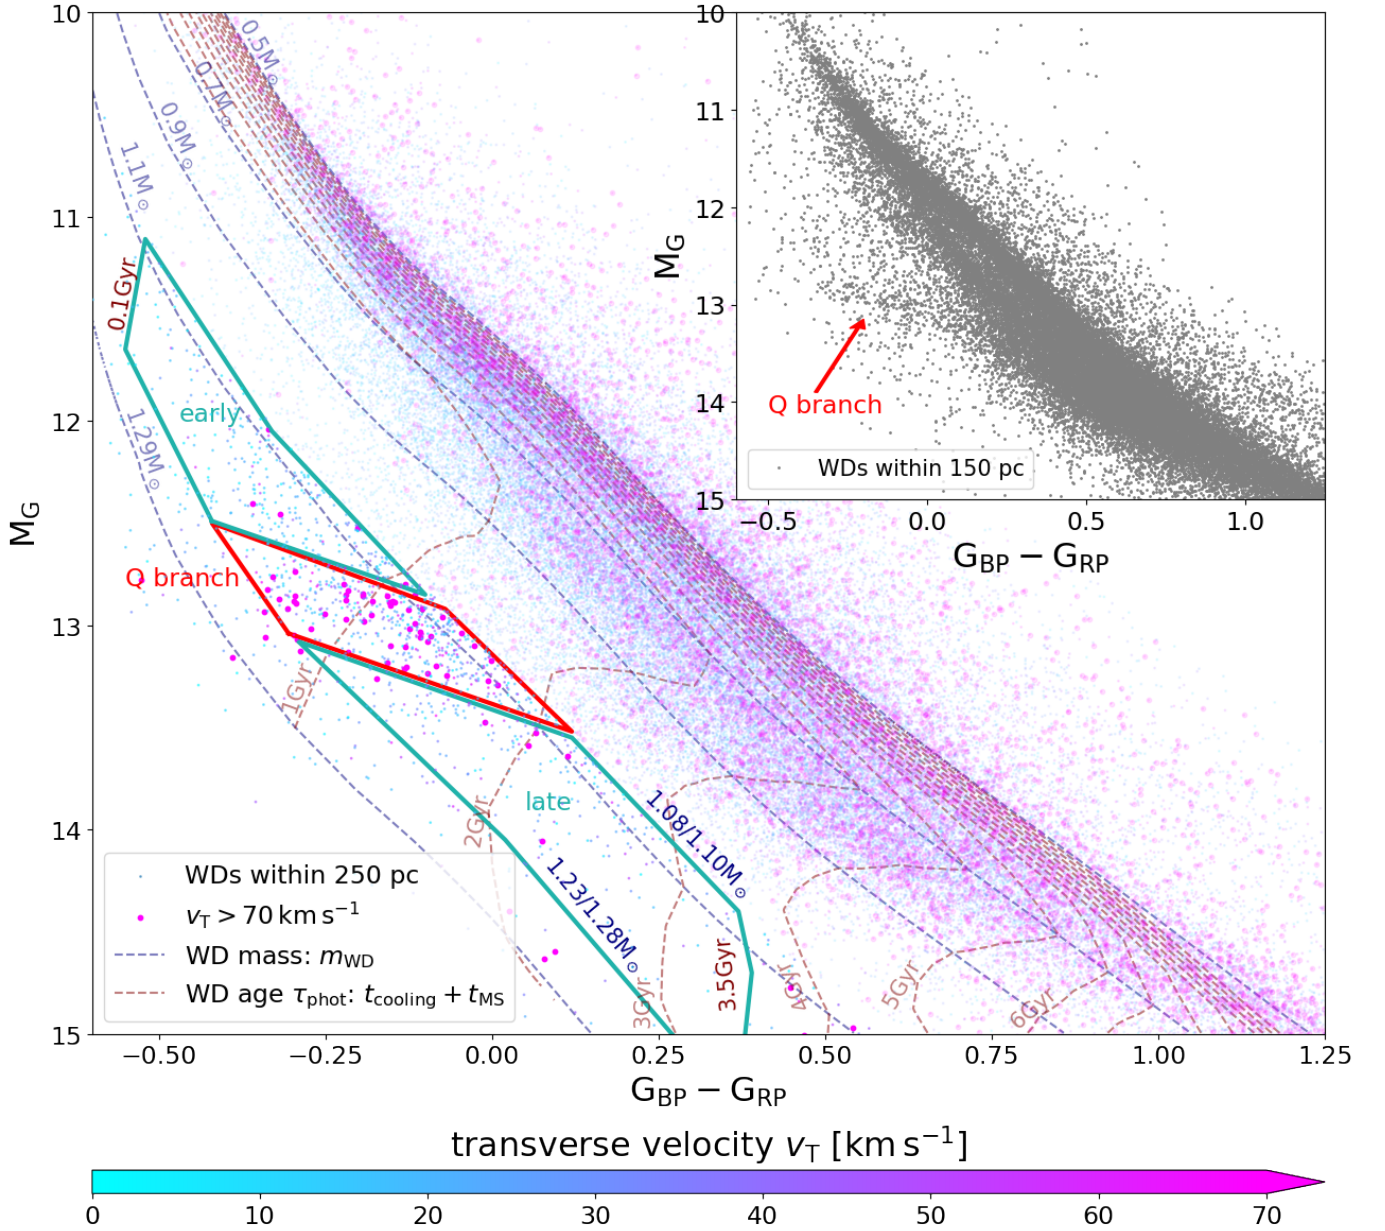 10
11
12
13
14
15
M_G
0.5M⊙
0.7M⊙
0.9M⊙
1.1M⊙
1.29M⊙
0.1Gyr
early
Q branch
1Gyr
2Gyr
late
1.08/1.10M⊙
1.23/1.28M⊙
3Gyr
3.5Gyr
4Gyr
5Gyr
6Gyr
WDs within 250 pc
v_T > 70 km s⁻¹
WD mass: m_WD
WD age τ_phot: t_cooling + t_MS
−0.50 −0.25 0.00 0.25 0.50 0.75 1.00 1.25
G_BP − G_RP
10
11
12
13
14
15
M_G
Q branch
WDs within 150 pc
−0.5 0.0 0.5 1.0
G_BP − G_RP
transverse velocity v_T [km s⁻¹]
0 10 20 30 40 50 60 70